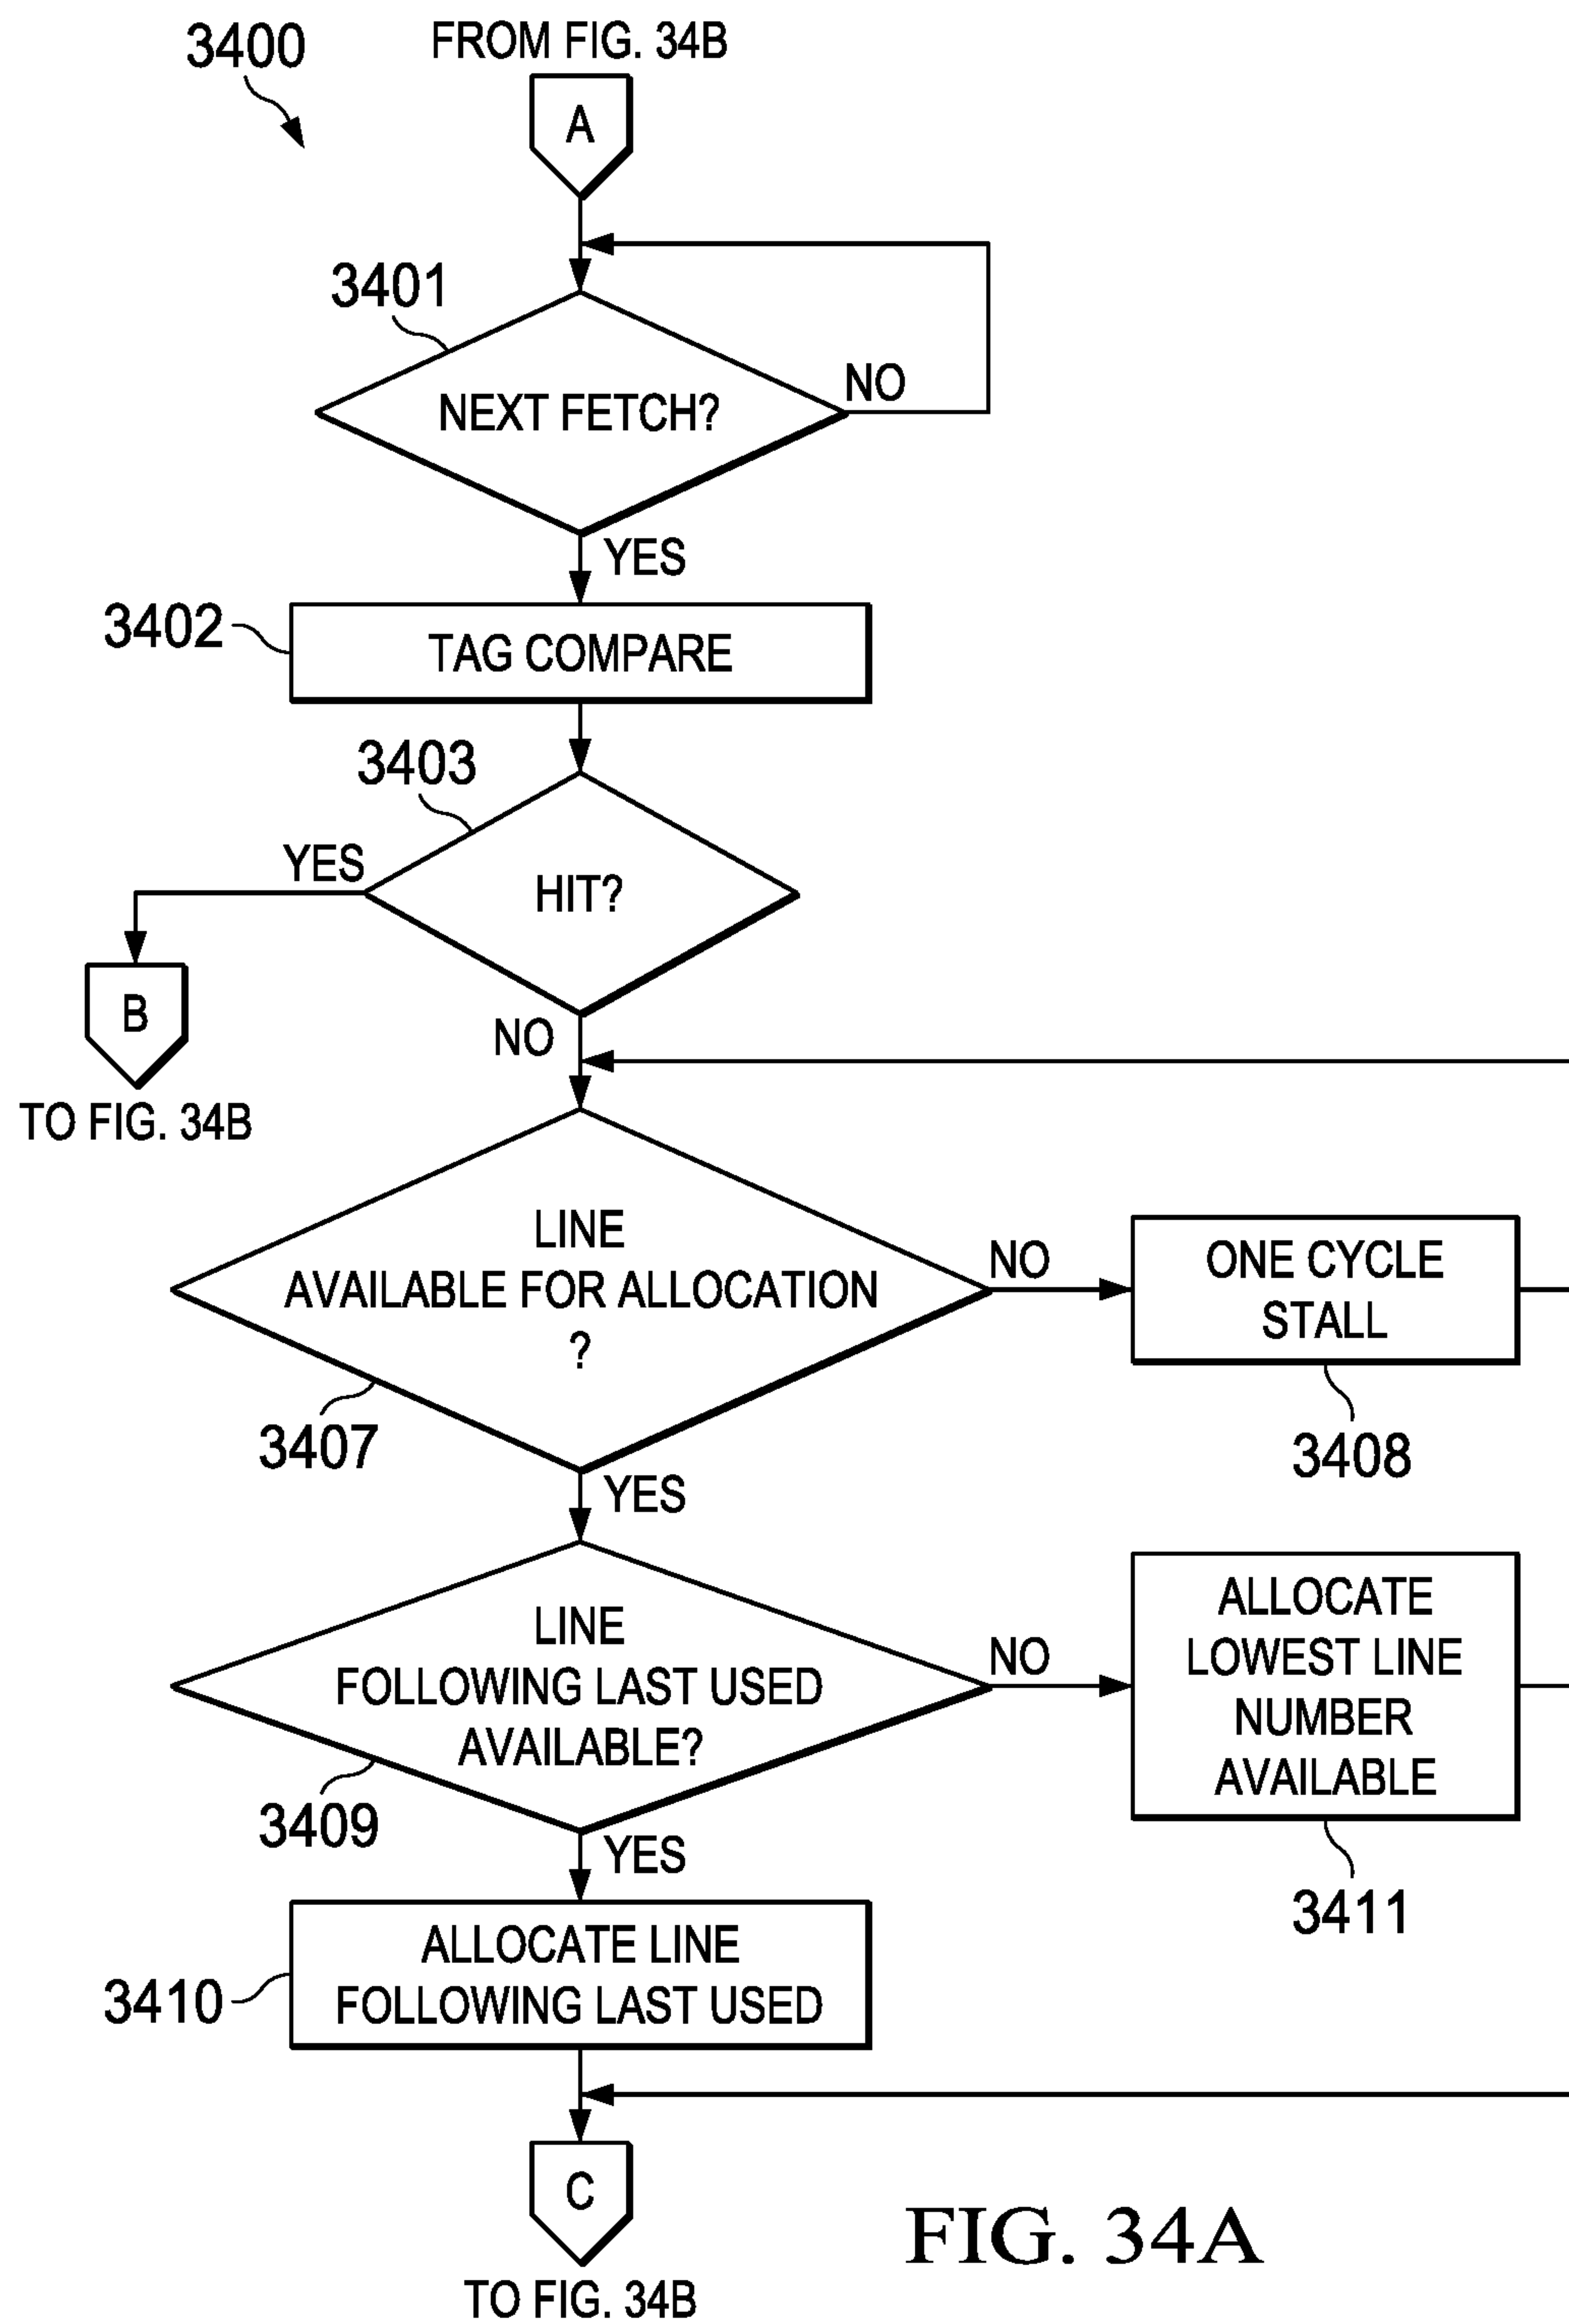 3400
FROM FIG. 34B
A
3401
NEXT FETCH?
NO
YES
3402
TAG COMPARE
3403
HIT?
YES
B
TO FIG. 34B
NO
LINE
AVAILABLE FOR ALLOCATION
?
NO
ONE CYCLE
STALL
3407
3408
YES
LINE
FOLLOWING LAST USED
AVAILABLE?
NO
ALLOCATE
LOWEST LINE
NUMBER
AVAILABLE
3409
3411
YES
ALLOCATE LINE
FOLLOWING LAST USED
3410
C
TO FIG. 34B
FIG. 34A